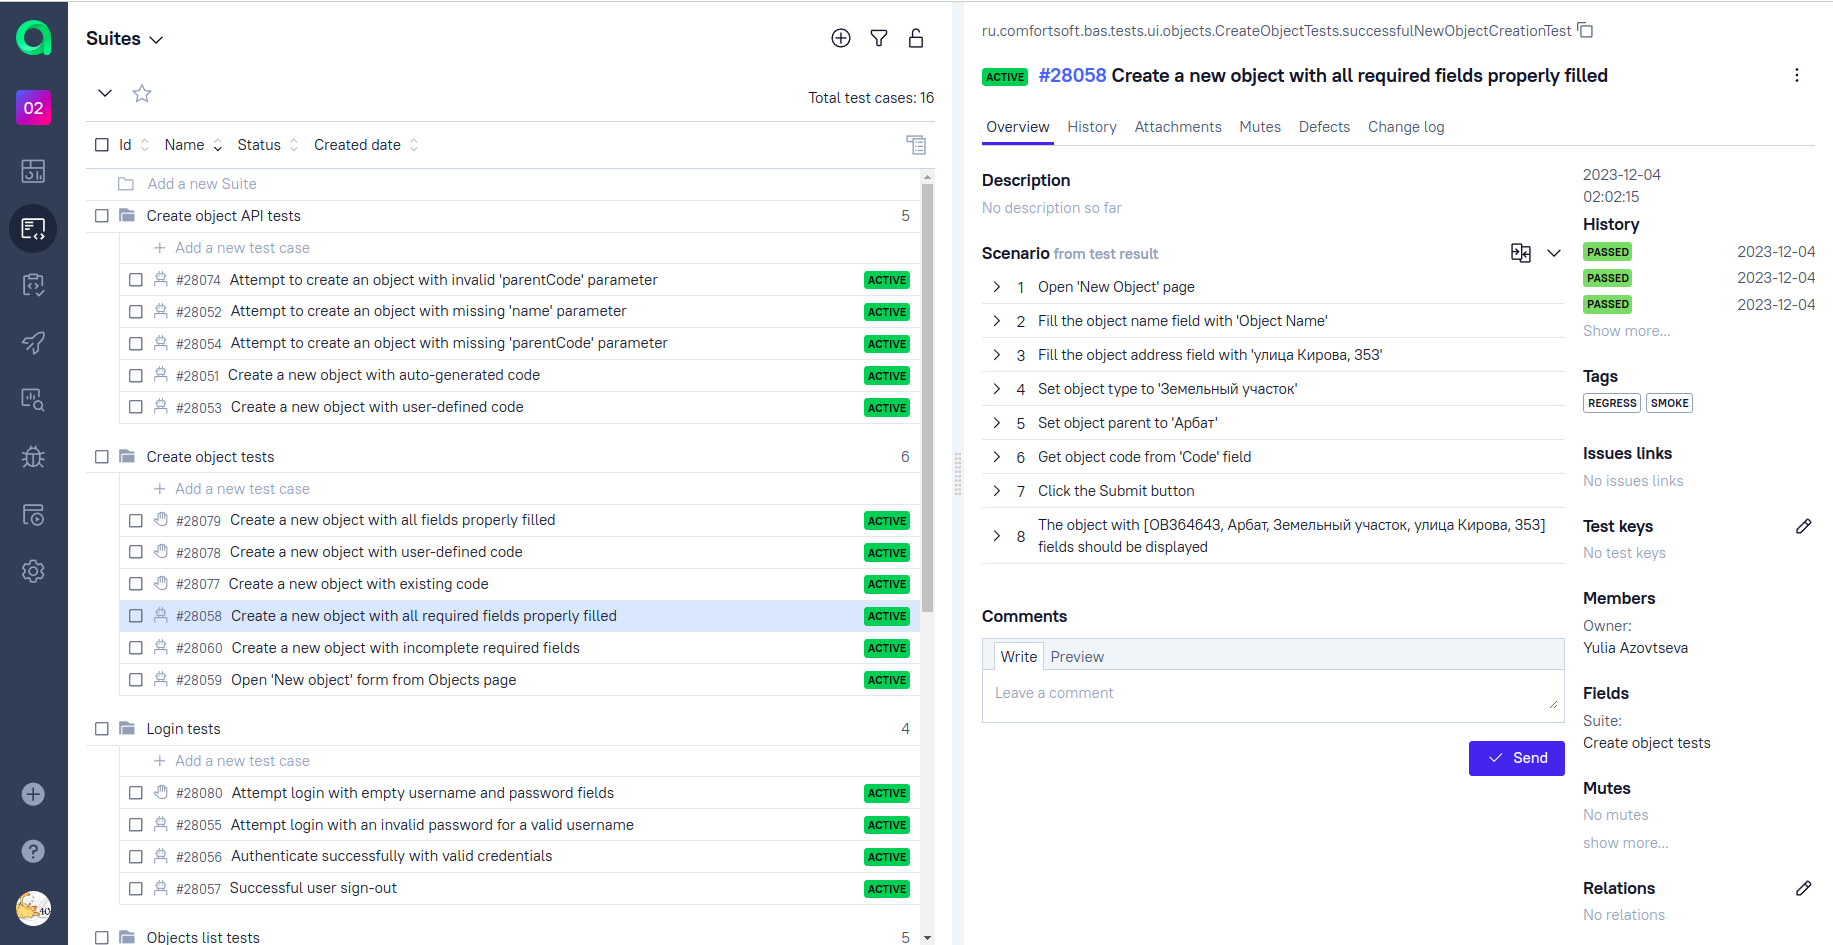 02
Suites
Total test cases: 16
Id Name Status Created date
Add a new Suite
Create object API tests 5
Add a new test case
#28074 Attempt to create an object with invalid 'parentCode' parameter ACTIVE
#28052 Attempt to create an object with missing 'name' parameter ACTIVE
#28054 Attempt to create an object with missing 'parentCode' parameter ACTIVE
#28051 Create a new object with auto-generated code ACTIVE
#28053 Create a new object with user-defined code ACTIVE
Create object tests 6
Add a new test case
#28079 Create a new object with all fields properly filled ACTIVE
#28078 Create a new object with user-defined code ACTIVE
#28077 Create a new object with existing code ACTIVE
#28058 Create a new object with all required fields properly filled ACTIVE
#28060 Create a new object with incomplete required fields ACTIVE
#28059 Open 'New object' form from Objects page ACTIVE
Login tests 4
Add a new test case
#28080 Attempt login with empty username and password fields ACTIVE
#28055 Attempt login with an invalid password for a valid username ACTIVE
#28056 Authenticate successfully with valid credentials ACTIVE
#28057 Successful user sign-out ACTIVE
Objects list tests 5
ru.comfortsoft.bas.tests.ui.objects.CreateObjectTests.successfulNewObjectCreationTest
ACTIVE #28058 Create a new object with all required fields properly filled
Overview History Attachments Mutes Defects Change log
Description
No description so far
Scenario from test result
1 Open 'New Object' page
2 Fill the object name field with 'Object Name'
3 Fill the object address field with 'улица Кирова, 353'
4 Set object type to 'Земельный участок'
5 Set object parent to 'Арбат'
6 Get object code from 'Code' field
7 Click the Submit button
8 The object with [OB364643, Арбат, Земельный участок, улица Кирова, 353]
fields should be displayed
Comments
Write Preview
Leave a comment
Send
2023-12-04
02:02:15
History
PASSED 2023-12-04
PASSED 2023-12-04
PASSED 2023-12-04
Show more...
Tags
REGRESS SMOKE
Issues links
No issues links
Test keys
No test keys
Members
Owner:
Yulia Azovtseva
Fields
Suite:
Create object tests
Mutes
No mutes
show more...
Relations
No relations